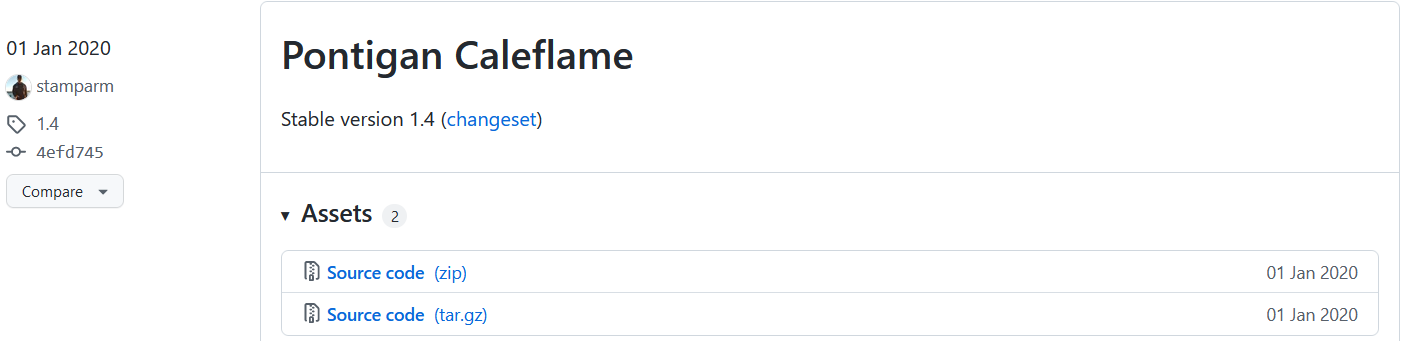 01 Jan 2020
stamparm
1.4
4efd745
Compare
Pontigan Caleflame
Stable version 1.4 (changeset)
Assets 2
Source code (zip) 01 Jan 2020
Source code (tar.gz) 01 Jan 2020